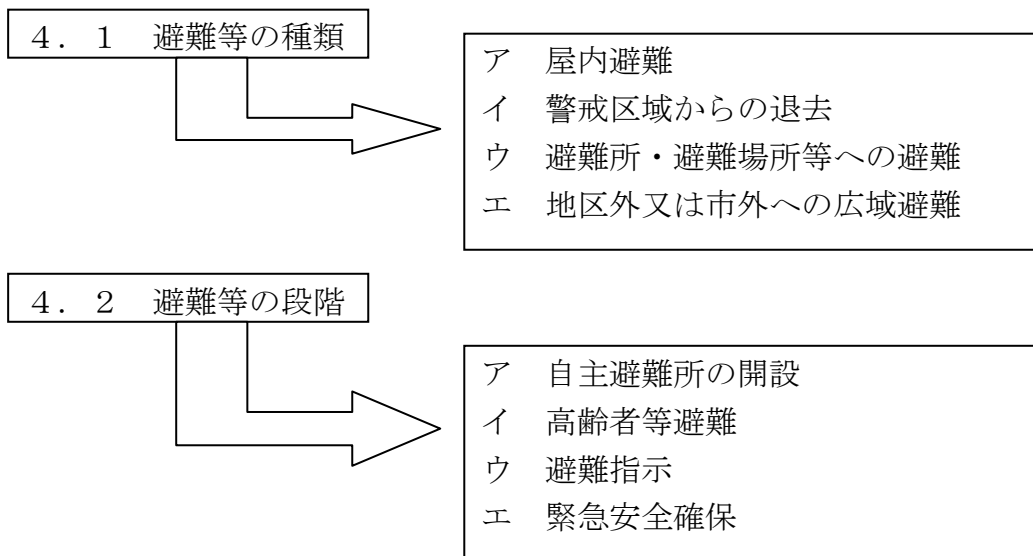 ４．１　避難等の種類
ア　屋内避難
イ　警戒区域からの退去
ウ　避難所・避難場所等への避難
エ　地区外又は市外への広域避難
４．２　避難等の段階
ア　自主避難所の開設
イ　高齢者等避難
ウ　避難指示
エ　緊急安全確保